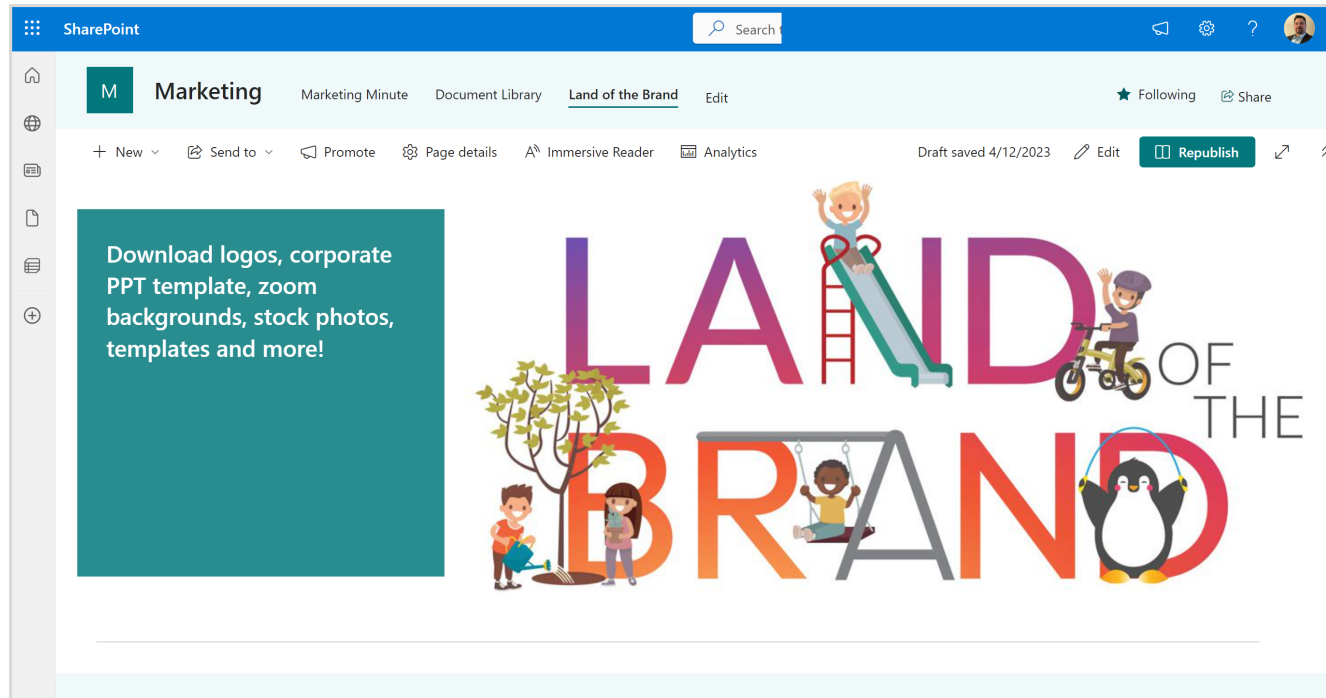 SharePoint
Search
M
Marketing
Marketing Minute
Document Library
Land of the Brand
Edit
Following
Share
New
Send to
Promote
Page details
Immersive Reader
Analytics
Draft saved 4/12/2023
Edit
Republish
Download logos, corporate
PPT template, zoom
backgrounds, stock photos,
templates and more!
LAND
OF
THE
BRAND